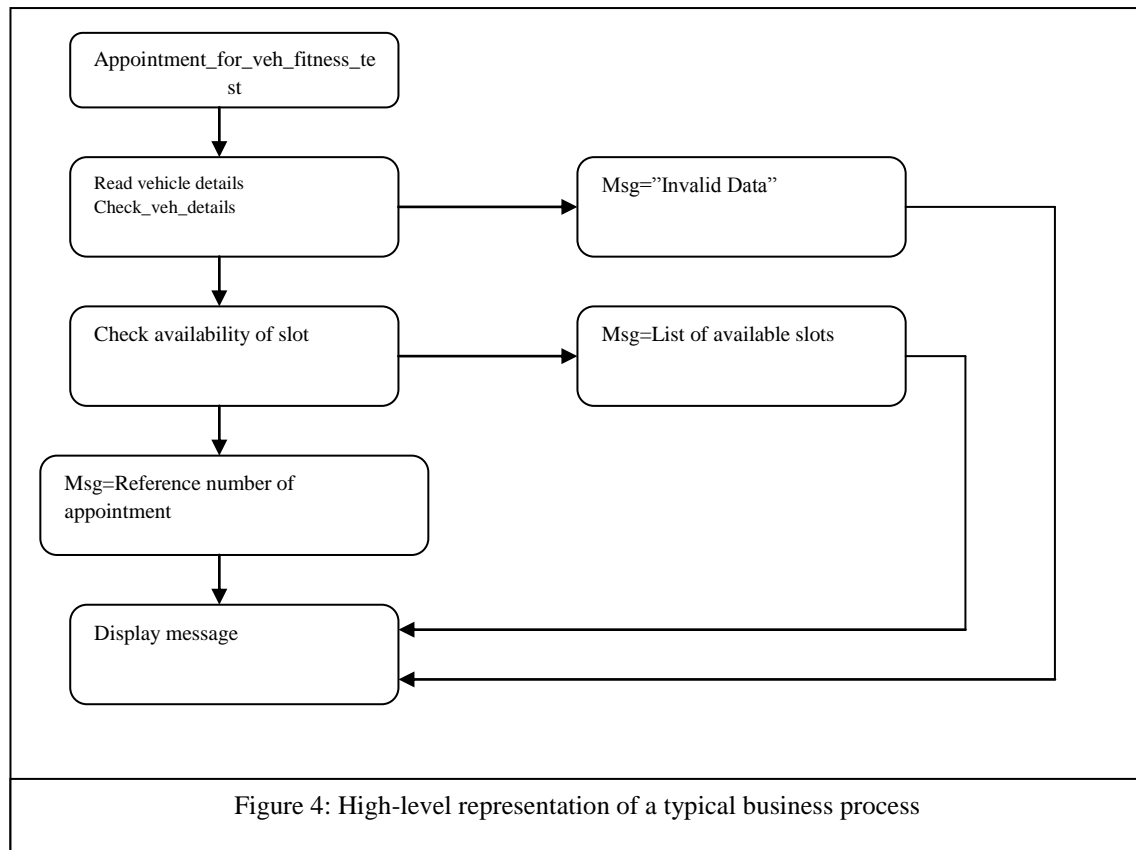 Appointment_for_veh_fitness_te
st
Read vehicle details
Check_veh_details
Msg=”Invalid Data”
Check availability of slot
Msg=List of available slots
Msg=Reference number of
appointment
Display message
Figure 4: High-level representation of a typical business process